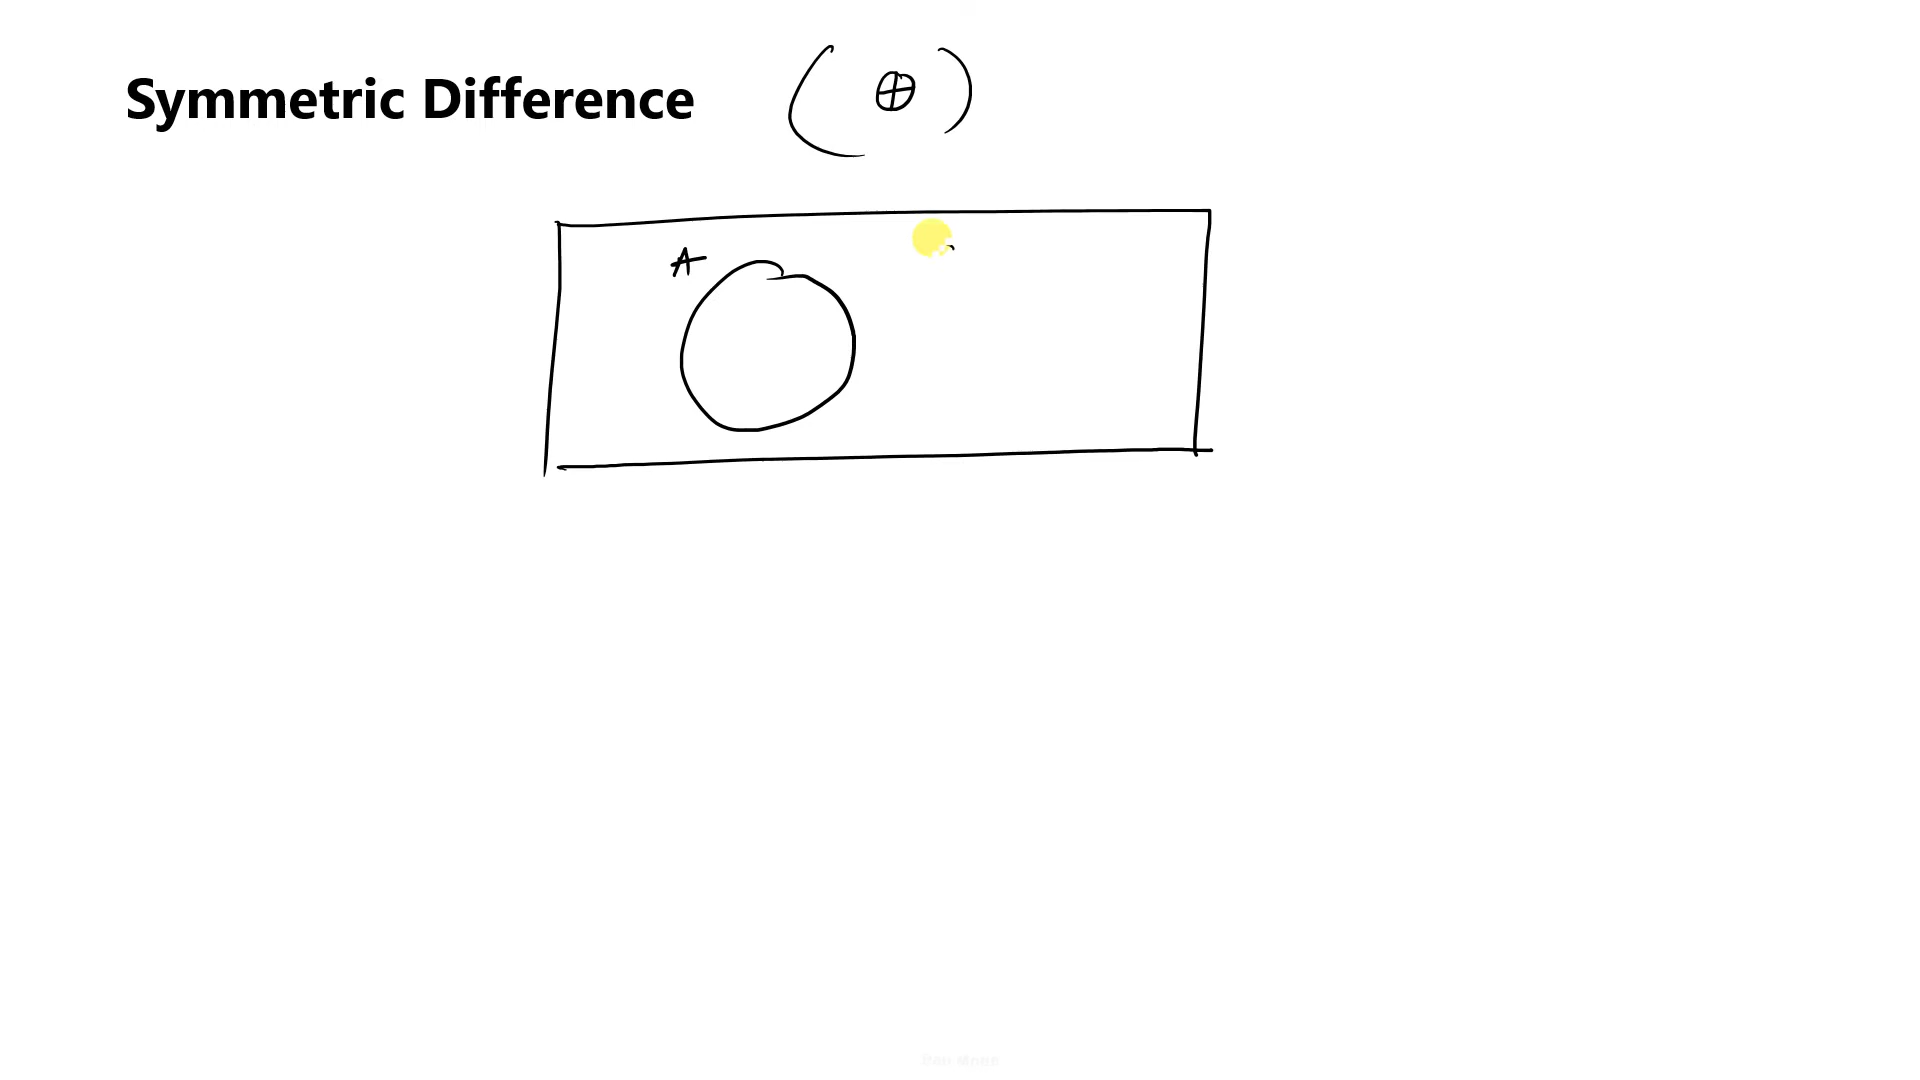 Symmetric Difference ( ⊕ )
A